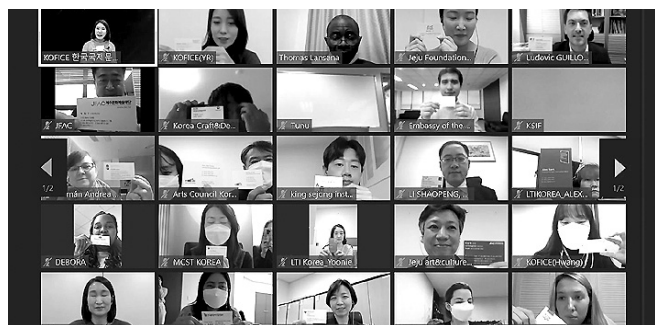 KOFICE 한국국제문...
KOFICE(YR)
Thomas Lansana
Jeju Foundation...
Ludovic GUILLO...
JFAC
JFAC
Korea Craft&De...
Tunu
Embassy of the...
KSIF
1/2
mán Andrea
Arts Council Kor...
king sejong inst...
LI SHAOPENG,...
LTIKOREA_ALEX...
1/2
DEBORA
MCST KOREA
LTI Korea_Yoonie
Jeju art&culture...
KOFICE(Hwang)